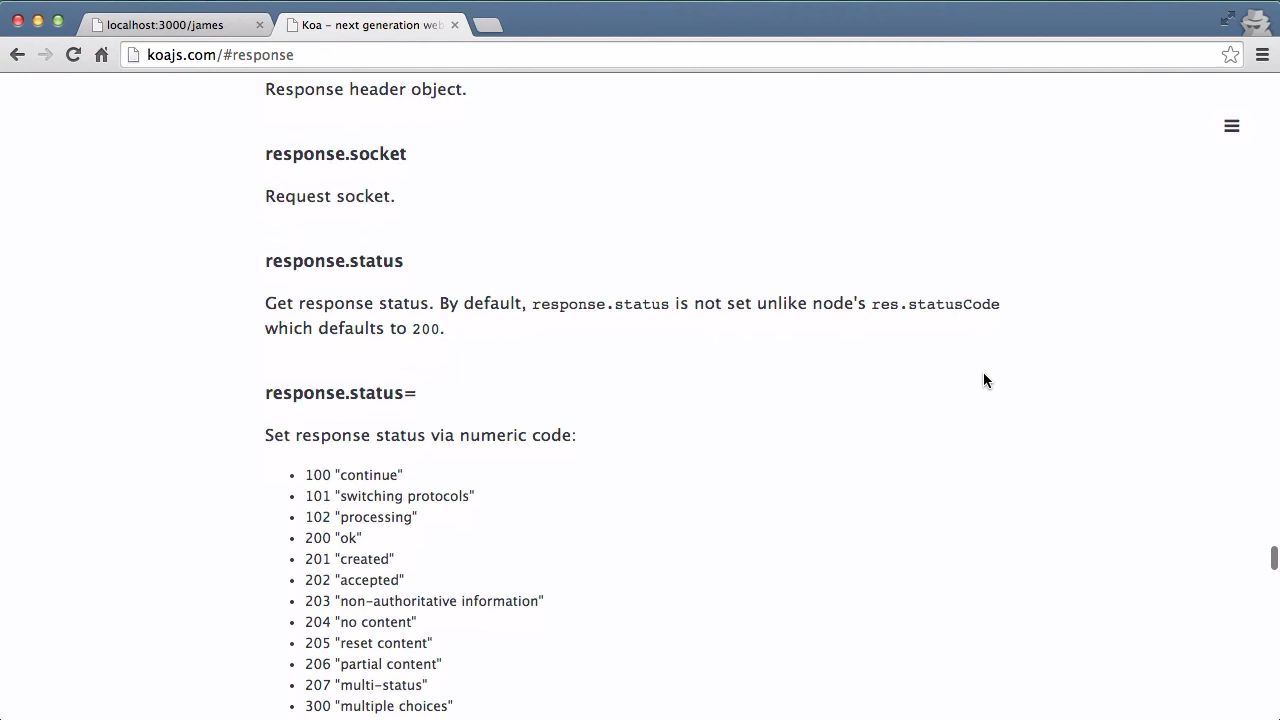 localhost:3000/james
Koa - next generation web
koajs.com/#response
Response header object.
response.socket
Request socket.
response.status
Get response status. By default, response.status is not set unlike node's res.statusCode
which defaults to 200.
response.status=
Set response status via numeric code:
• 100 "continue"
• 101 "switching protocols"
• 102 "processing"
• 200 "ok"
• 201 "created"
• 202 "accepted"
• 203 "non-authoritative information"
• 204 "no content"
• 205 "reset content"
• 206 "partial content"
• 207 "multi-status"
• 300 "multiple choices"